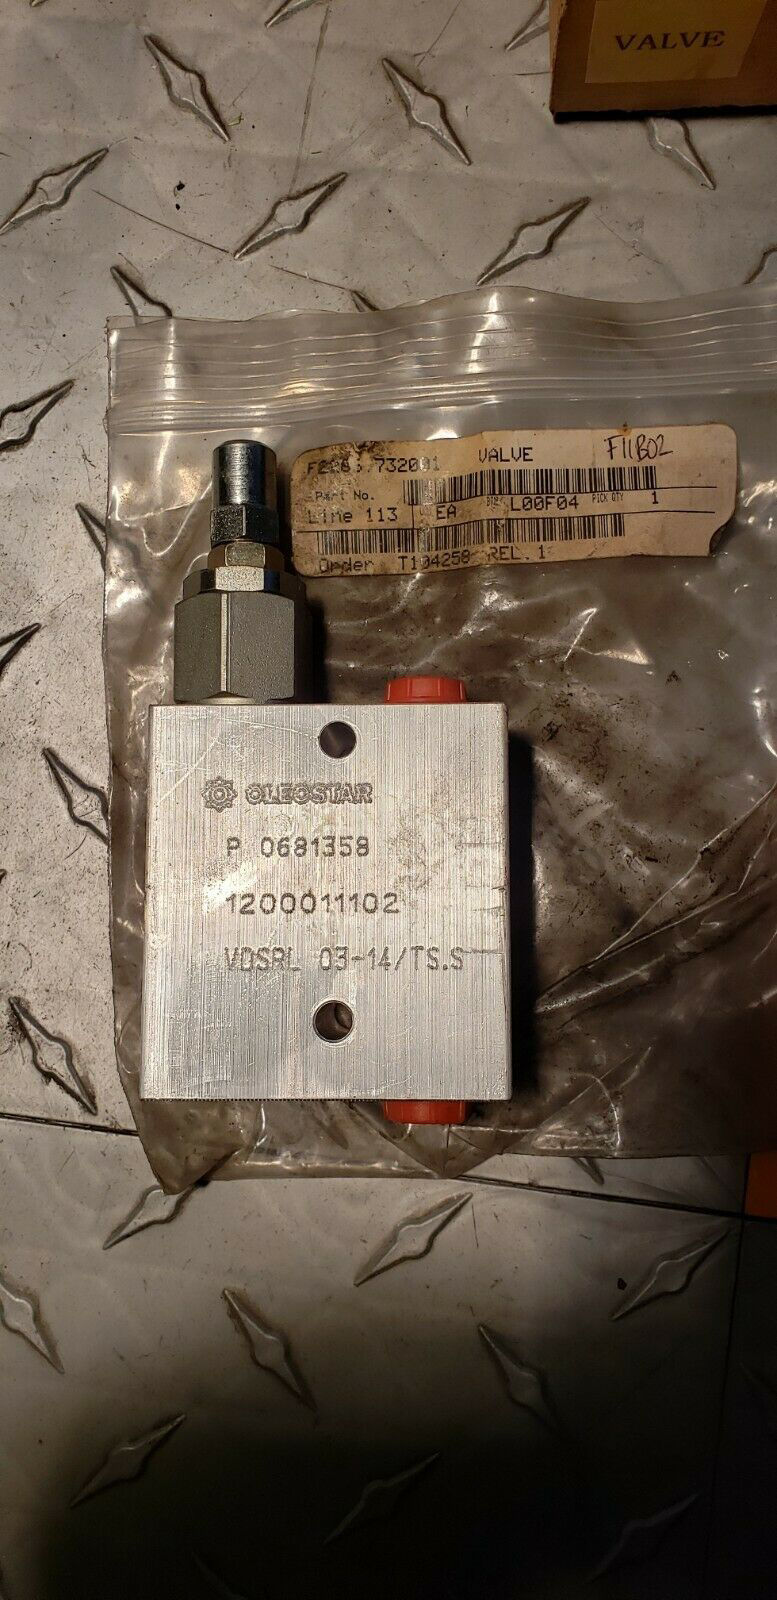 VALVE
VALVE F11B02
732001
Part No.
Line 113 EA L00F04 PICK QTY 1
Order T104258 REL. 1
OLEOSTAR
P 0681358
1200011102
VDSRL 03-14/TS.S